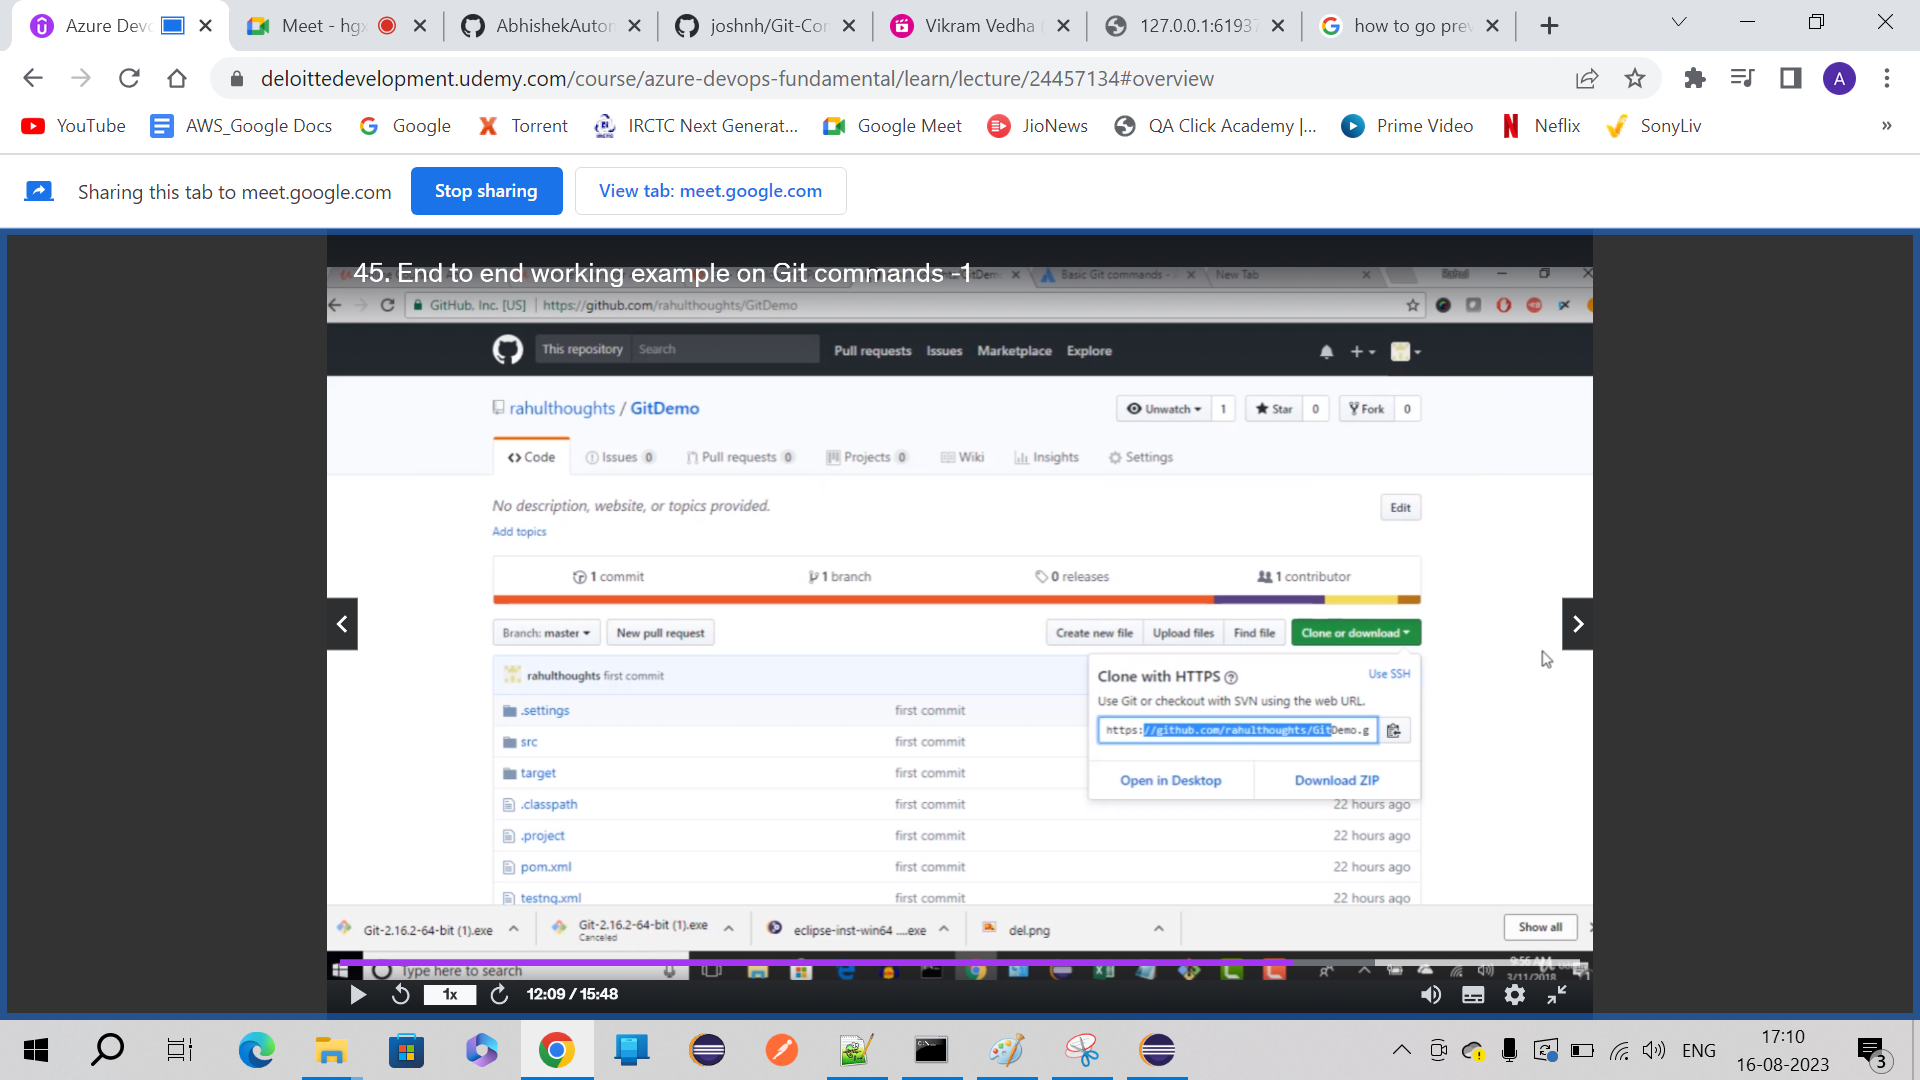 Azure Devo
Meet - hgx
AbhishekAuton
joshnh/Git-Con
Vikram Vedha (
127.0.0.1:61937
how to go prev
deloittedevelopment.udemy.com/course/azure-devops-fundamental/learn/lecture/24457134#overview
A
YouTube
AWS_Google Docs
Google
Torrent
IRCTC Next Generat...
Google Meet
JioNews
QA Click Academy |...
Prime Video
Neflix
SonyLiv
»
Sharing this tab to meet.google.com
Stop sharing
View tab: meet.google.com
45. End to end working example on Git commands -1
Basic Git commands -
New Tab
GitHub, Inc. [US]
https://github.com/rahulthoughts/GitDemo
This repository
Search
Pull requests
Issues
Marketplace
Explore
rahulthoughts / GitDemo
Unwatch
1
Star
0
Fork
0
Code
Issues 0
Pull requests 0
Projects 0
Wiki
Insights
Settings
No description, website, or topics provided.
Edit
Add topics
1 commit
1 branch
0 releases
1 contributor
Branch: master
New pull request
Create new file
Upload files
Find file
Clone or download
rahulthoughts first commit
Clone with HTTPS
Use SSH
Use Git or checkout with SVN using the web URL.
https://github.com/rahulthoughts/GitDemo.g
Open in Desktop
Download ZIP
.settings
first commit
src
first commit
target
first commit
.classpath
first commit
22 hours ago
.project
first commit
22 hours ago
pom.xml
first commit
22 hours ago
testng.xml
first commit
22 hours ago
Git-2.16.2-64-bit (1).exe
Git-2.16.2-64-bit (1).exe
Canceled
eclipse-inst-win64 ....exe
del.png
Show all
Type here to search
9:56 AM
3/11/2018
1x
12:09 / 15:48
ENG
17:10
16-08-2023
3